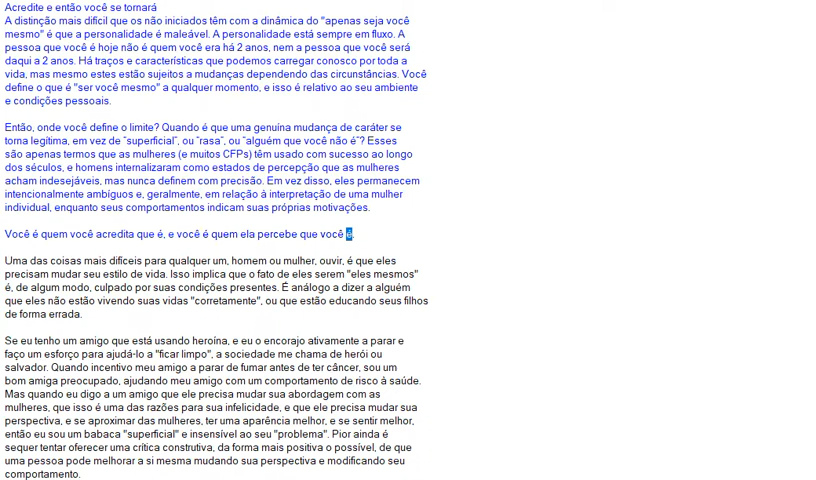 Acredite e então você se tornará
A distinção mais difícil que os não iniciados têm com a dinâmica do "apenas seja você
mesmo" é que a personalidade é maleável. A personalidade está sempre em fluxo. A
pessoa que você é hoje não é quem você era há 2 anos, nem a pessoa que você será
daqui a 2 anos. Há traços e características que podemos carregar conosco por toda a
vida, mas mesmo estes estão sujeitos a mudanças dependendo das circunstâncias. Você
define o que é "ser você mesmo" a qualquer momento, e isso é relativo ao seu ambiente
e condições pessoais.
Então, onde você define o limite? Quando é que uma genuína mudança de caráter se
torna legítima, em vez de ˝superficial˝, ou ˝rasa˝, ou ˝alguém que você não é˝? Esses
são apenas termos que as mulheres (e muitos CFPs) têm usado com sucesso ao longo
dos séculos, e homens internalizaram como estados de percepção que as mulheres
acham indesejáveis, mas nunca definem com precisão. Em vez disso, eles permanecem
intencionalmente ambíguos e, geralmente, em relação à interpretação de uma mulher
individual, enquanto seus comportamentos indicam suas próprias motivações.
Você é quem você acredita que é, e você é quem ela percebe que você é.
Uma das coisas mais difíceis para qualquer um, homem ou mulher, ouvir, é que eles
precisam mudar seu estilo de vida. Isso implica que o fato de eles serem "eles mesmos"
é, de algum modo, culpado por suas condições presentes. É análogo a dizer a alguém
que eles não estão vivendo suas vidas "corretamente", ou que estão educando seus filhos
de forma errada.
Se eu tenho um amigo que está usando heroína, e eu o encorajo ativamente a parar e
faço um esforço para ajudá-lo a "ficar limpo", a sociedade me chama de herói ou
salvador. Quando incentivo meu amigo a parar de fumar antes de ter câncer, sou um
bom amiga preocupado, ajudando meu amigo com um comportamento de risco à saúde.
Mas quando eu digo a um amigo que ele precisa mudar sua abordagem com as
mulheres, que isso é uma das razões para sua infelicidade, e que ele precisa mudar sua
perspectiva, e se aproximar das mulheres, ter uma aparência melhor, e se sentir melhor,
então eu sou um babaca "superficial" e insensível ao seu "problema". Pior ainda é
sequer tentar oferecer uma crítica construtiva, da forma mais positiva o possível, de que
uma pessoa pode melhorar a si mesma mudando sua perspectiva e modificando seu
comportamento.